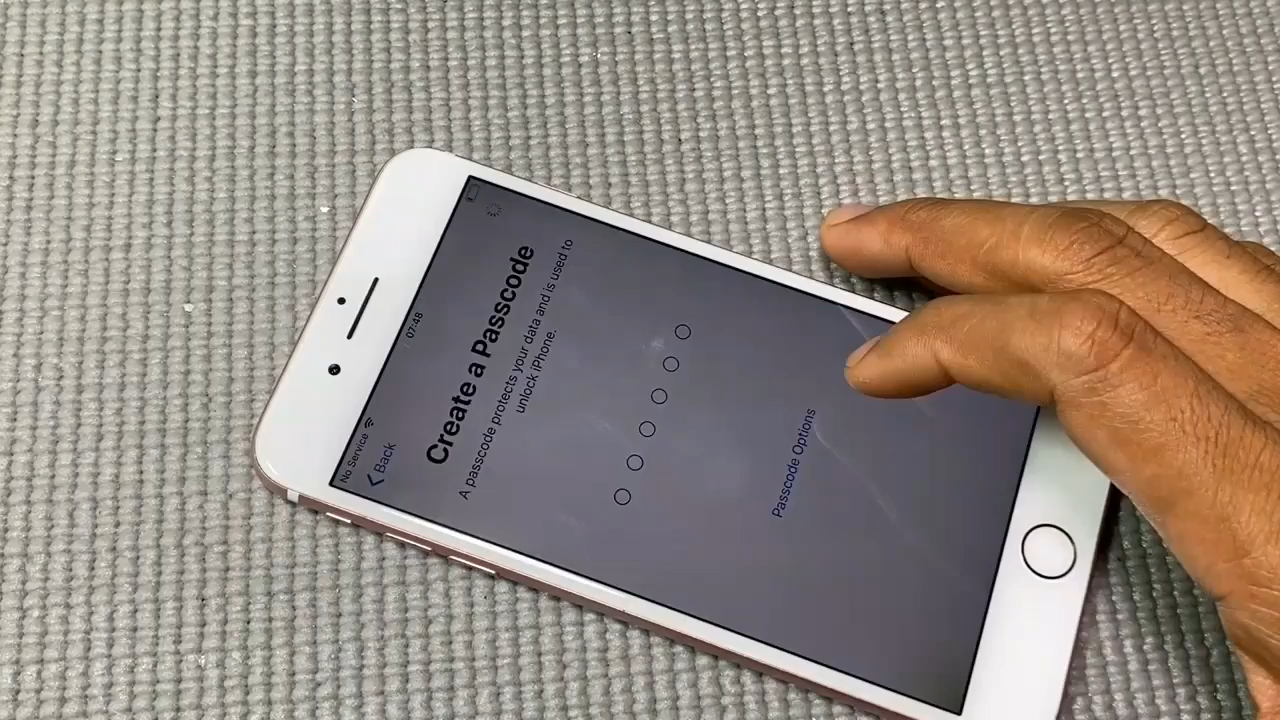 No Service
07:48
Back
Create a Passcode
A passcode protects your data and is used to
unlock iPhone.
Passcode Options